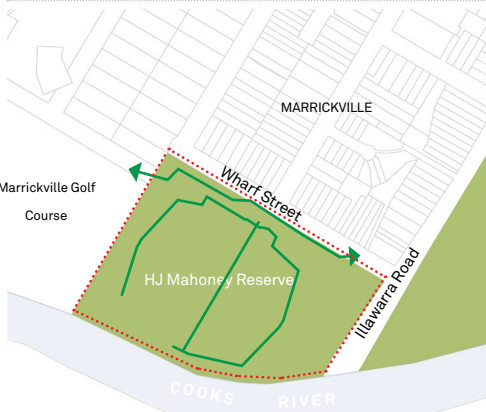 MARRICKVILLE
Marrickville Golf
Course
Wharf Street
HJ Mahoney Reserve
Illawarra Road
COOKS RIVER